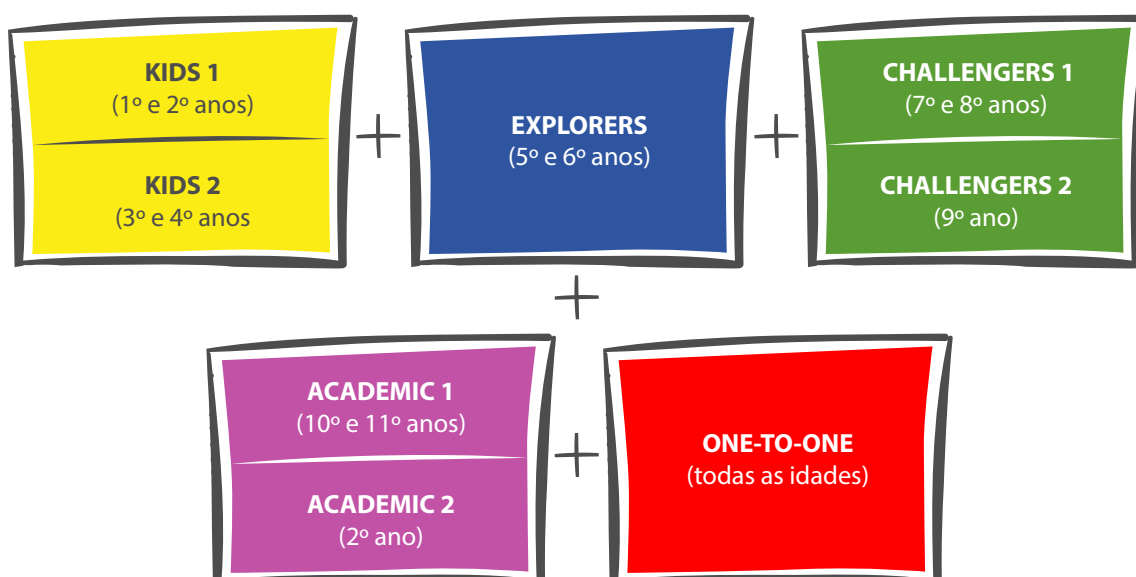 KIDS 1
(1º e 2º anos)
KIDS 2
(3º e 4º anos
EXPLORERS
(5º e 6º anos)
CHALLENGERS 1
(7º e 8º anos)
CHALLENGERS 2
(9º ano)
ACADEMIC 1
(10º e 11º anos)
ACADEMIC 2
(2º ano)
ONE-TO-ONE
(todas as idades)